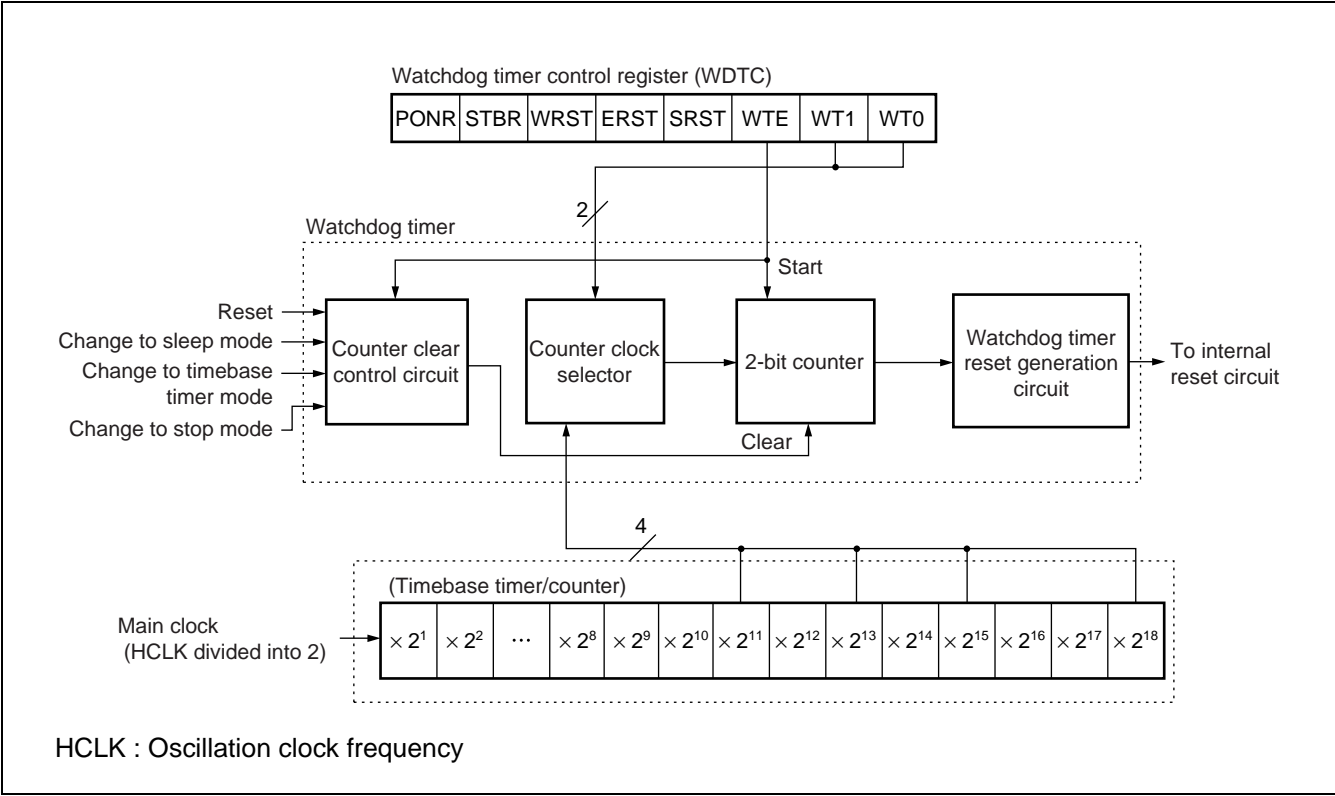 Watchdog timer control register (WDTC)
PONR STBR WRST ERST SRST WTE WT1 WT0
2
Watchdog timer
Start
Reset
Change to sleep mode
Change to timebase
timer mode
Change to stop mode
Counter clear
control circuit
Counter clock
selector
2-bit counter
Watchdog timer
reset generation
circuit
To internal
reset circuit
Clear
4
(Timebase timer/counter)
Main clock
(HCLK divided into 2)
× 2¹ × 2² ··· × 2⁸ × 2⁹ × 2¹⁰ × 2¹¹ × 2¹² × 2¹³ × 2¹⁴ × 2¹⁵ × 2¹⁶ × 2¹⁷ × 2¹⁸
HCLK : Oscillation clock frequency